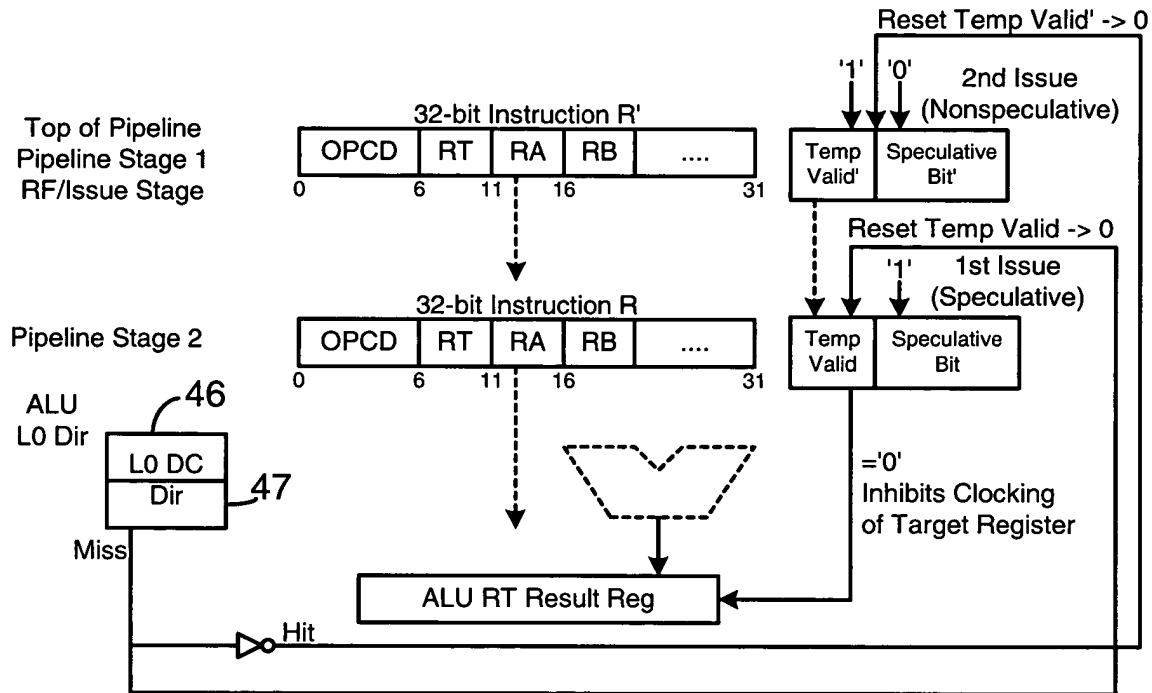 Reset Temp Valid' -> 0
'1' '0' 2nd Issue
(Nonspeculative)
Top of Pipeline
Pipeline Stage 1
RF/Issue Stage
32-bit Instruction R'
OPCD RT RA RB ....
0 6 11 16 31
Temp
Valid'
Speculative
Bit'
Reset Temp Valid -> 0
'1' 1st Issue
(Speculative)
Pipeline Stage 2
32-bit Instruction R
OPCD RT RA RB ....
0 6 11 16 31
Temp
Valid
Speculative
Bit
ALU
L0 Dir
46
L0 DC
Dir
47
Miss
='0'
Inhibits Clocking
of Target Register
ALU RT Result Reg
Hit